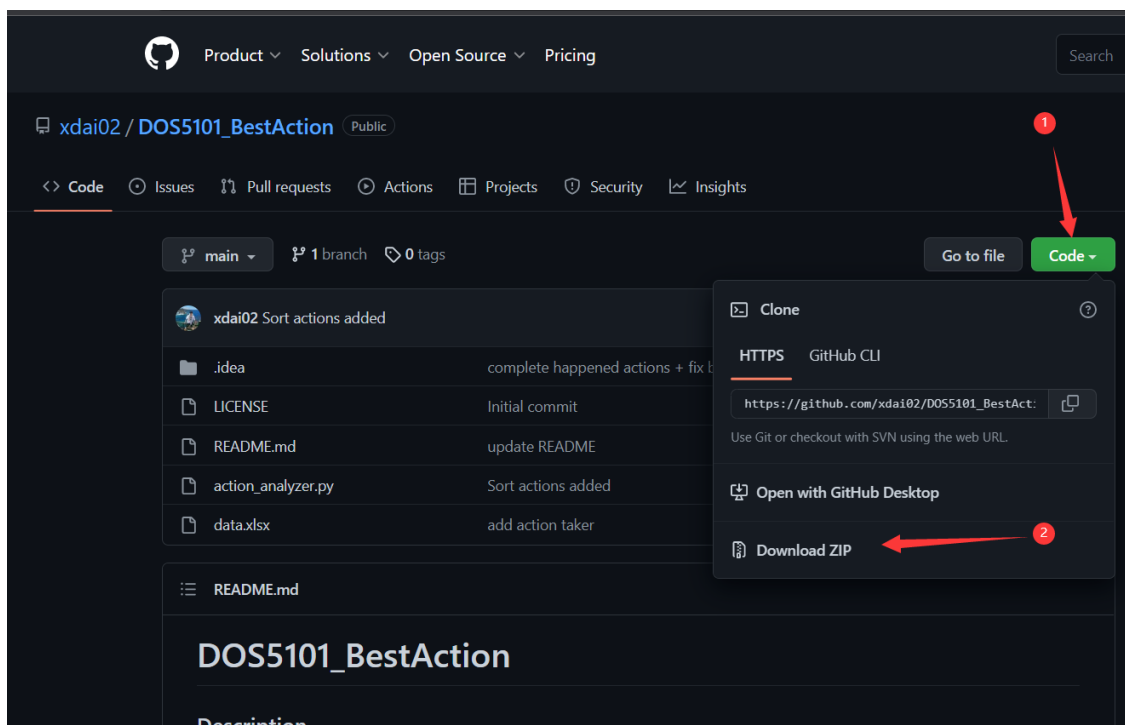 Product Solutions Open Source Pricing Search
xdai02 / DOS5101_BestAction Public
1
<> Code Issues Pull requests Actions Projects Security Insights
main 1 branch 0 tags Go to file Code
xdai02 Sort actions added
.idea complete happened actions + fix
LICENSE Initial commit
README.md update README
action_analyzer.py Sort actions added
data.xlsx add action taker
Clone
HTTPS GitHub CLI
https://github.com/xdai02/DOS5101_BestAct
Use Git or checkout with SVN using the web URL.
Open with GitHub Desktop
2
Download ZIP
README.md
DOS5101_BestAction
Description